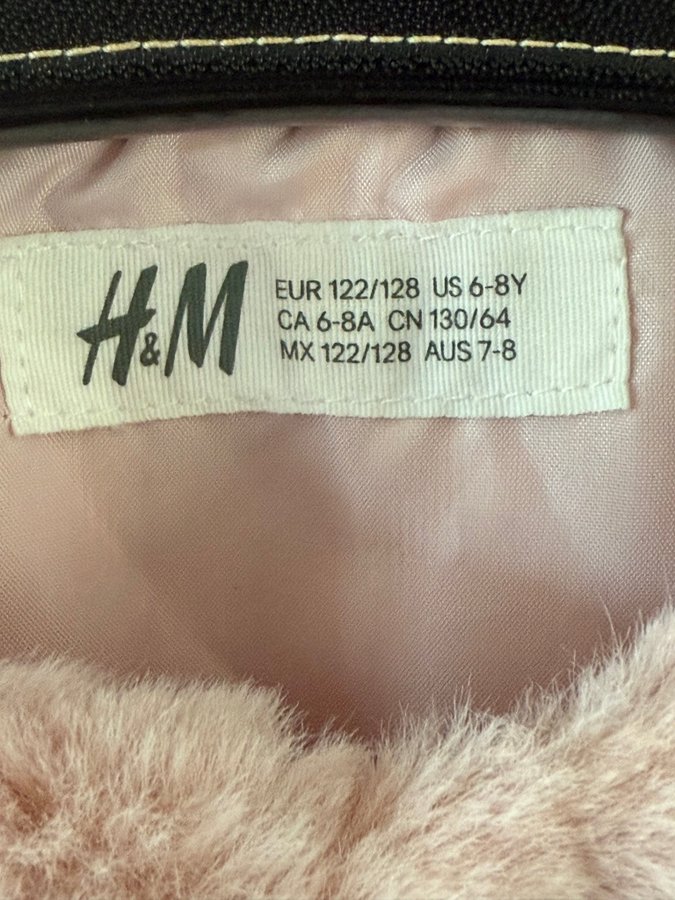 H&M
EUR 122/128 US 6-8Y
CA 6-8A CN 130/64
MX 122/128 AUS 7-8